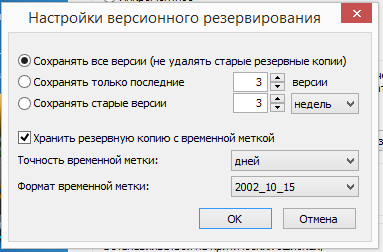 Настройки версионного резервирования
Сохранять все версии (не удалять старые резервные копии)
Сохранять только последние 3 версии
Сохранять старые версии 3 недель
Хранить резервную копию с временной меткой
Точность временной метки: дней
Формат временной метки: 2002_10_15
OK Отмена